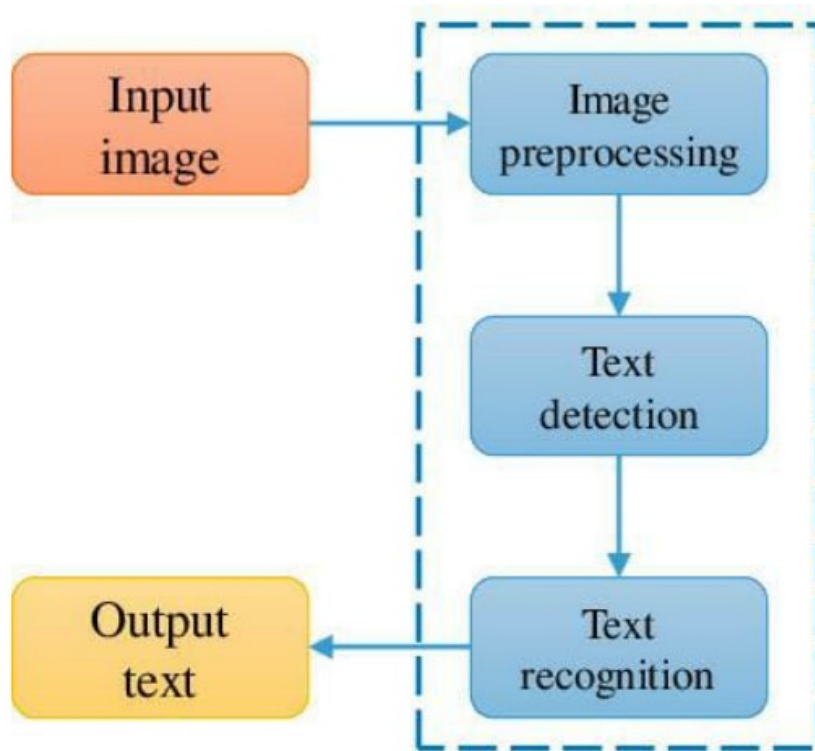 Input
image
Image
preprocessing
Text
detection
Text
recognition
Output
text